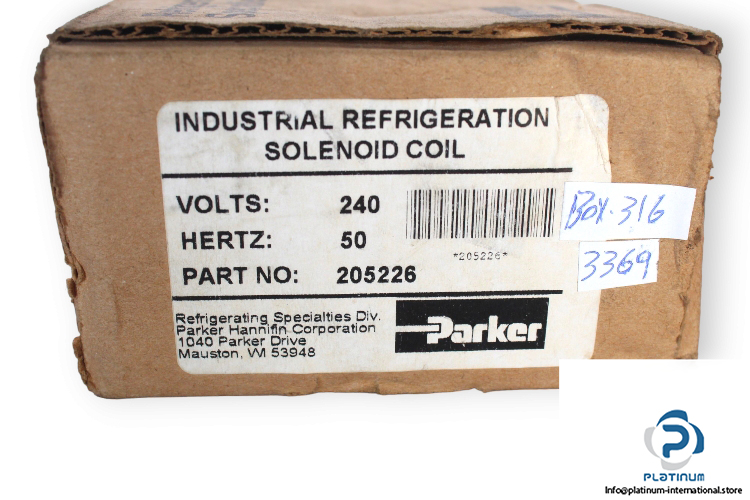 INDUSTRIAL REFRIGERATION
SOLENOID COIL
VOLTS: 240
HERTZ: 50
PART NO: 205226
*205226*
Box.316
3369
Refrigerating Specialties Div.
Parker Hannifin Corporation
1040 Parker Drive
Mauston, WI 53948
Parker
PLATINUM
Info@platinum-international.store